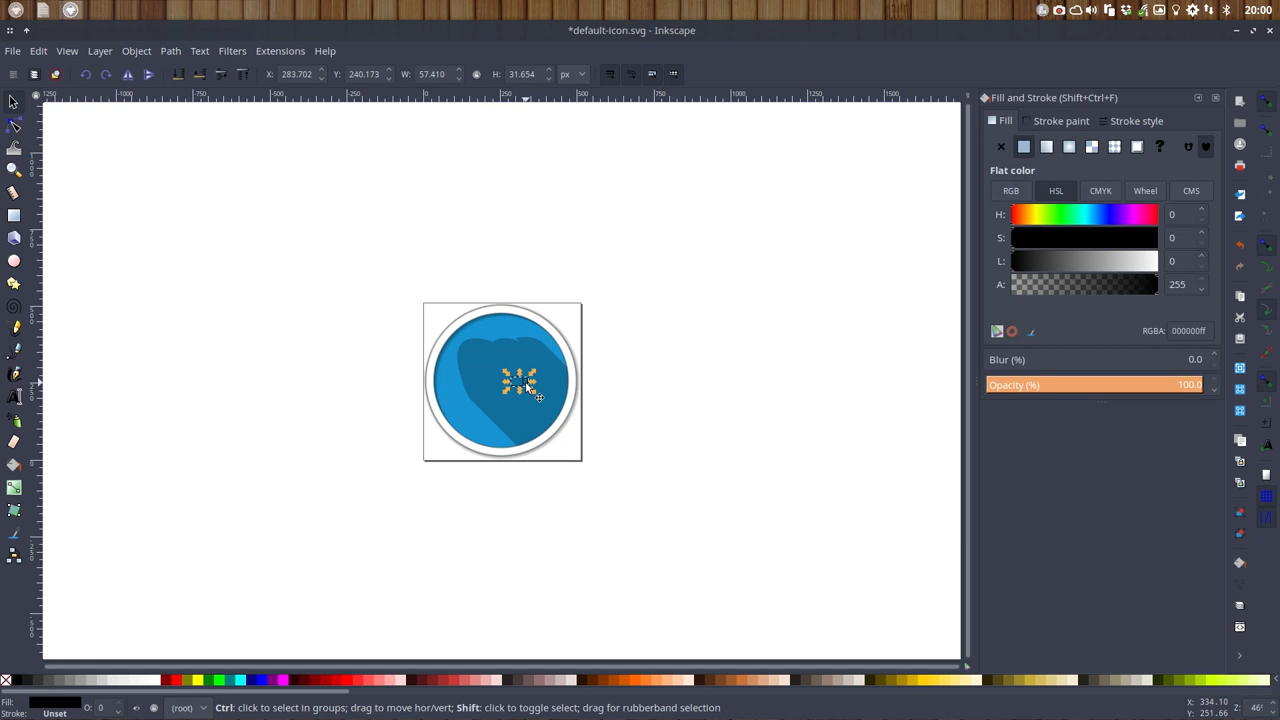 20:00
*default-icon.svg - Inkscape
File Edit View Layer Object Path Text Filters Extensions Help
X: 283.702 Y: 240.173 W: 57.410 H: 31.654 px
Fill and Stroke (Shift+Ctrl+F)
Fill Stroke paint Stroke style
Flat color
RGB HSL CMYK Wheel CMS
H: 0
S: 0
L: 0
A: 255
RGBA: 000000ff
Blur (%) 0.0
Opacity (%) 100.0
Fill: O: 0 (root) Ctrl: click to select in groups; drag to move hor/vert; Shift: click to toggle select; drag for rubberband selection X: 334.10 Z: 46
Stroke: Unset Y: 251.66